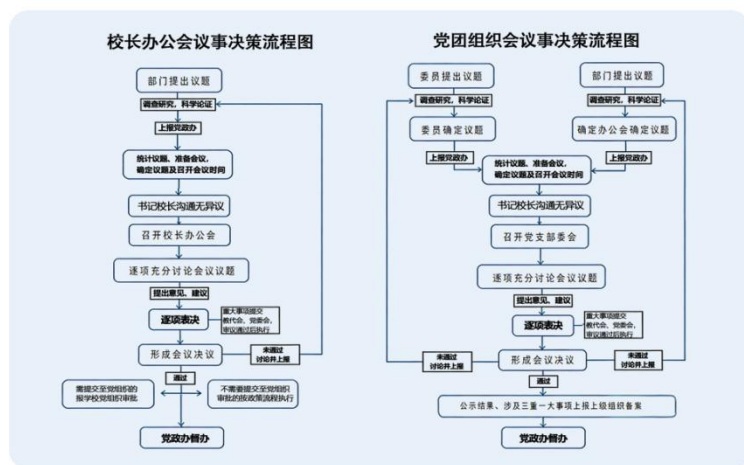 校长办公会议事决策流程图
部门提出议题
调查研究，科学论证
上报党政办
统计议题、准备会议，
确定议题及召开会议时间
书记校长沟通无异议
召开校长办公会
逐项充分讨论会议议题
提出意见、建议
逐项表决
重大事项提交
教代会、党委会，
审议通过后执行
形成会议决议
未通过
讨论并上报
通过
需提交至党组织的
报学校党组织审批
不需要提交至党组织
审批的按政策流程执行
党政办督办
党团组织会议事决策流程图
委员提出议题
部门提出议题
调查研究，科学论证
调查研究，科学论证
委员确定议题
确定办公会确定议题
上报党政办
上报党政办
统计议题、准备会议，
确定议题及召开会议时间
书记校长沟通无异议
召开党支部委会
逐项充分讨论会议议题
提出意见、建议
逐项表决
重大事项提交
教代会、党委会，
审议通过后执行
未通过
讨论并上报
形成会议决议
未通过
讨论并上报
通过
公示结果、涉及三重一大事项上报上级组织备案
党政办督办